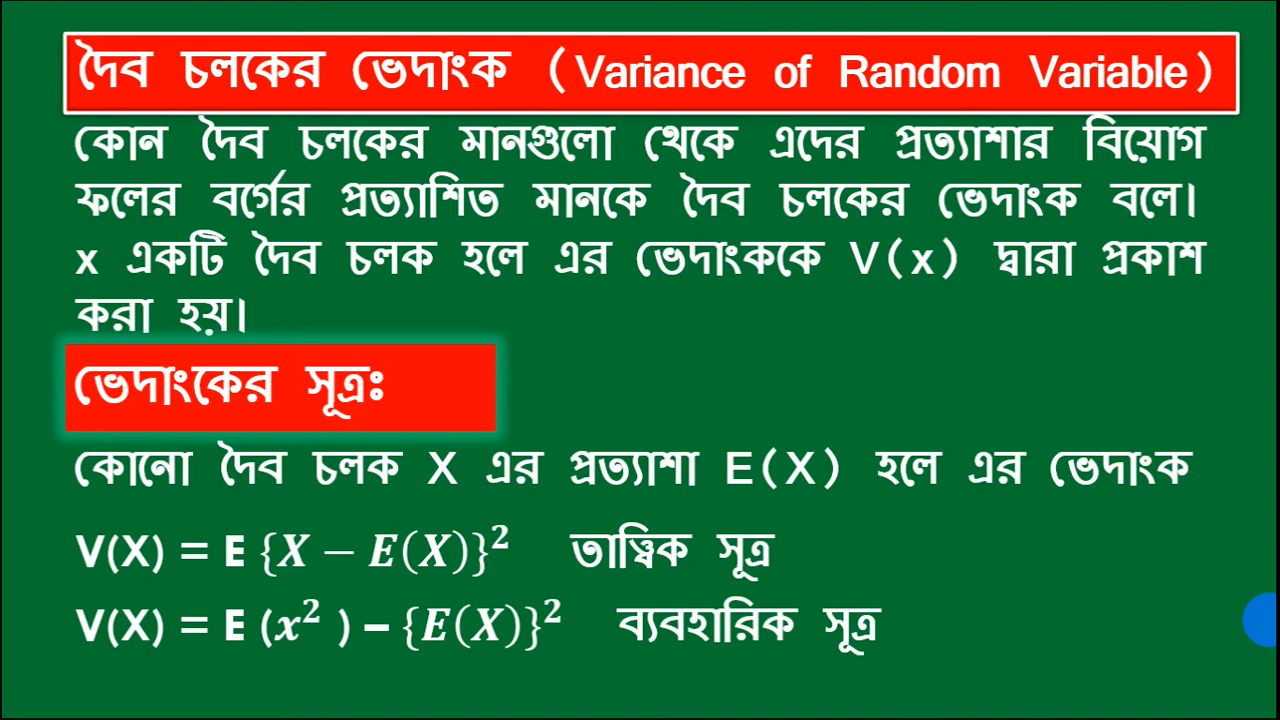 দৈব চলকের ভেদাংক (Variance of Random Variable)
কোন দৈব চলকের মানগুলো থেকে এদের প্রত্যাশার বিয়োগ
ফলের বর্গের প্রত্যাশিত মানকে দৈব চলকের ভেদাংক বলে।
x একটি দৈব চলক হলে এর ভেদাংককে V(x) দ্বারা প্রকাশ
করা হয়।
ভেদাংকের সূত্রঃ
কোনো দৈব চলক X এর প্রত্যাশা E(X) হলে এর ভেদাংক
V(X) = E {X − E(X)}² তাত্ত্বিক সূত্র
V(X) = E (x² ) – {E(X)}² ব্যবহারিক সূত্র